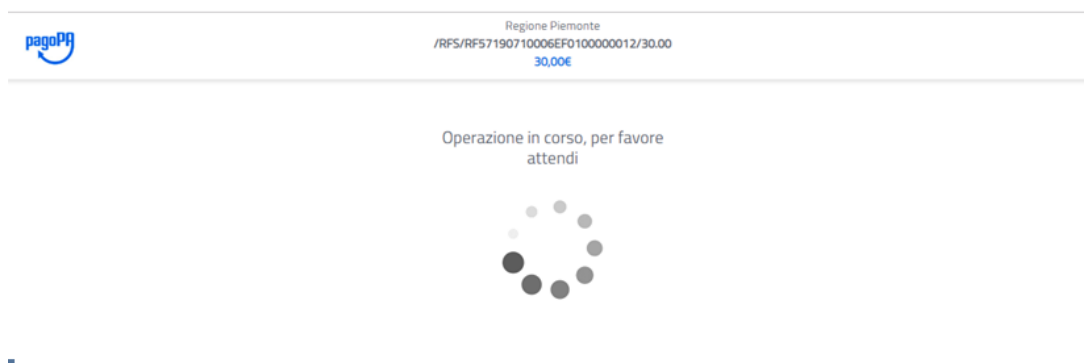 pagoPA
Regione Piemonte
/RFS/RF57190710006EF0100000012/30.00
30,00€
Operazione in corso, per favore
attendi